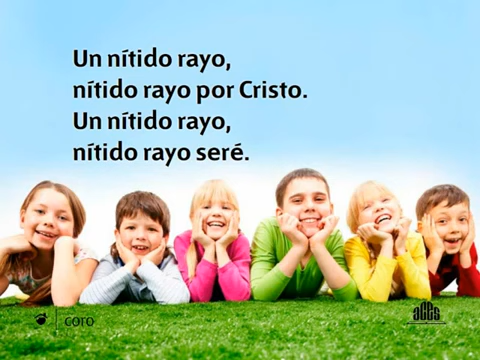 Un nítido rayo,
nítido rayo por Cristo.
Un nítido rayo,
nítido rayo seré.
coro
aces